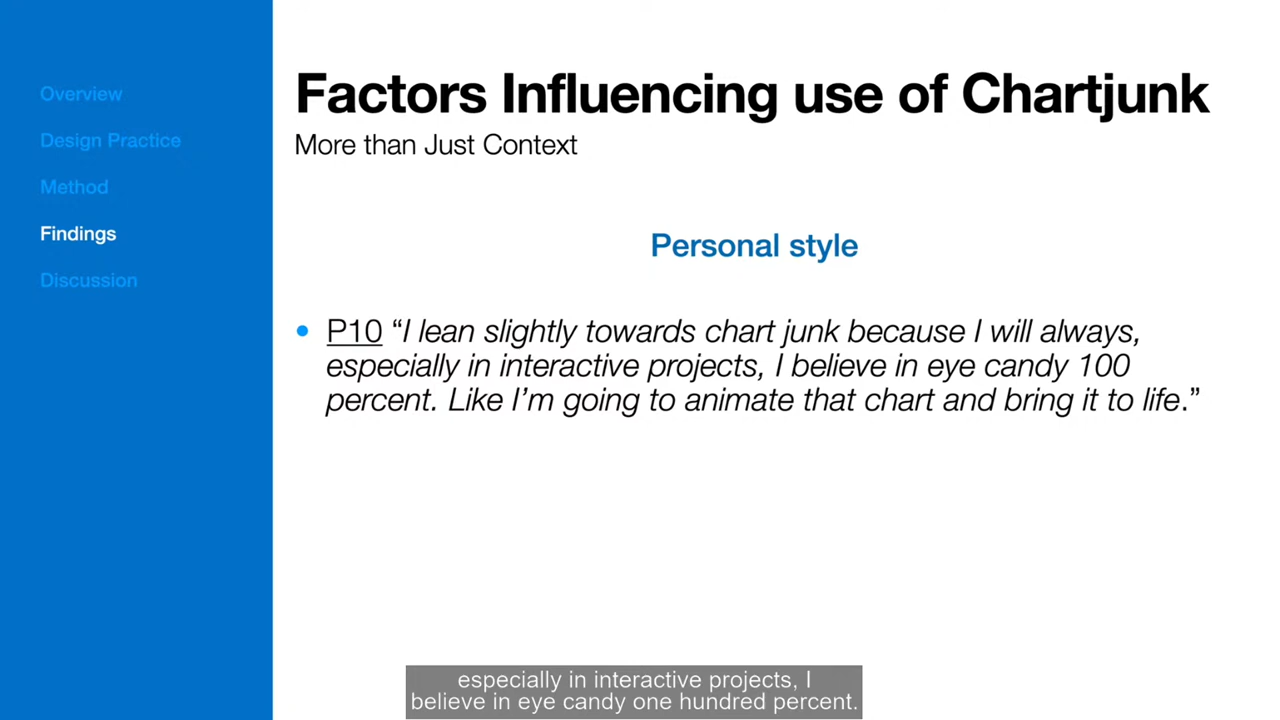 Overview
Design Practice
Method
Findings
Discussion
Factors Influencing use of Chartjunk
More than Just Context
Personal style
• P10 “I lean slightly towards chart junk because I will always,
especially in interactive projects, I believe in eye candy 100
percent. Like I’m going to animate that chart and bring it to life.”
especially in interactive projects, I
believe in eye candy one hundred percent.